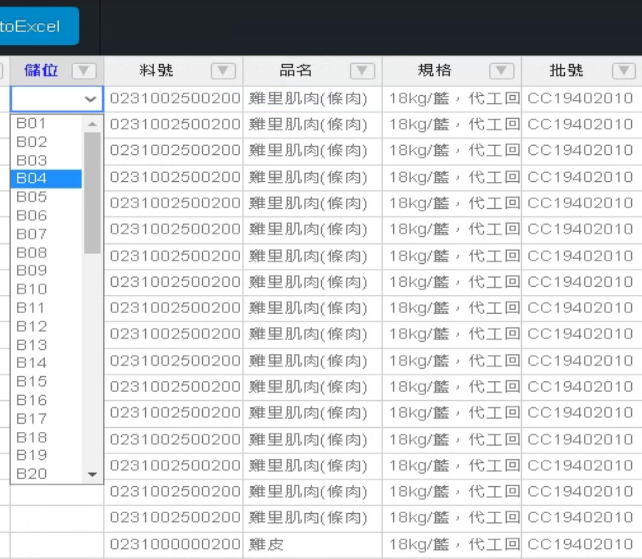 toExcel
儲位 料號 品名 規格 批號
0231002500200 雞里肌肉(條肉) 18kg/籃，代工回 CC19402010
B01 0231002500200 雞里肌肉(條肉) 18kg/籃，代工回 CC19402010
B02
B03 0231002500200 雞里肌肉(條肉) 18kg/籃，代工回 CC19402010
B04 0231002500200 雞里肌肉(條肉) 18kg/籃，代工回 CC19402010
B05 0231002500200 雞里肌肉(條肉) 18kg/籃，代工回 CC19402010
B06
B07 0231002500200 雞里肌肉(條肉) 18kg/籃，代工回 CC19402010
B08 0231002500200 雞里肌肉(條肉) 18kg/籃，代工回 CC19402010
B09
B10 0231002500200 雞里肌肉(條肉) 18kg/籃，代工回 CC19402010
B11 0231002500200 雞里肌肉(條肉) 18kg/籃，代工回 CC19402010
B12
B13 0231002500200 雞里肌肉(條肉) 18kg/籃，代工回 CC19402010
B14 0231002500200 雞里肌肉(條肉) 18kg/籃，代工回 CC19402010
B15 0231002500200 雞里肌肉(條肉) 18kg/籃，代工回 CC19402010
B16
B17 0231002500200 雞里肌肉(條肉) 18kg/籃，代工回 CC19402010
B18 0231002500200 雞里肌肉(條肉) 18kg/籃，代工回 CC19402010
B19
B20 0231002500200 雞里肌肉(條肉) 18kg/籃，代工回 CC19402010
0231002500200 雞里肌肉(條肉) 18kg/籃，代工回 CC19402010
0231002500200 雞里肌肉(條肉) 18kg/籃，代工回 CC19402010
0231000000200 雞皮 18kg/籃，代工回 CC19402010